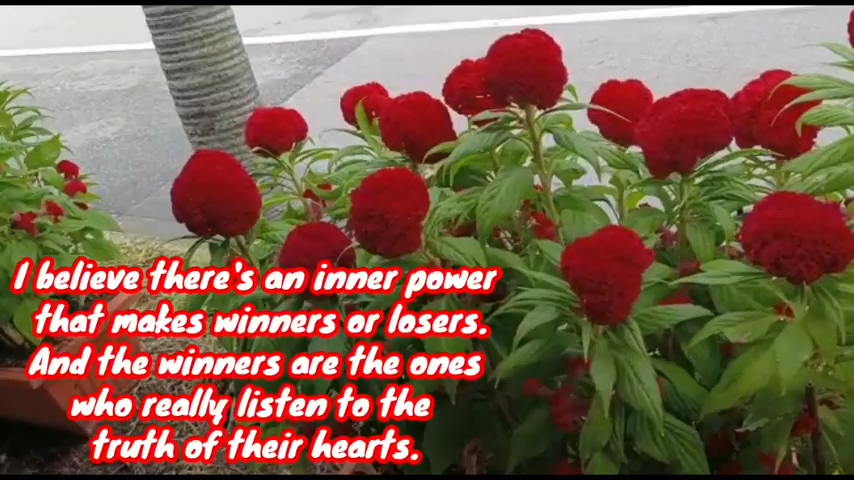 I believe there's an inner power
that makes winners or losers.
And the winners are the ones
who really listen to the
truth of their hearts.